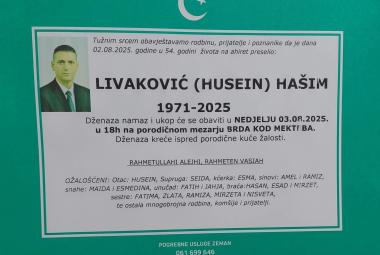 Tužnim srcem obavještavamo rodbinu, prijatelje i poznanike da je dana
02.08.2025. godine u 54. godini života na ahiret preselio:
LIVAKOVIĆ (HUSEIN) HAŠIM
1971-2025
Dženaza namaz i ukop će se obaviti u NEDJELJU 03.08.2025.
u 18h na porodičnom mezarju BRDA KOD MEKTEBA.
Dženaza kreće ispred porodične kuće žalosti.
RAHMETULLAHI ALEJHI, RAHMETEN VASIAH
OŽALOŠĆENI: Otac: HUSEIN, Supruga: SEIDA, kćerka: ESMA, sinovi: AMEL i RAMIZ,
snahe: MAIDA i ESMEDINA, unučad: FATIH i JAHJA, braća:HASAN, ESAD i MIRZET,
sestre: FATIMA, ZLATA, RAMIZA, MIRZETA i NISVETA,
te ostala mnogobrojna rodbina, komšije i prijatelji.
POGREBNE USLUGE ZEMAN
061 699 646